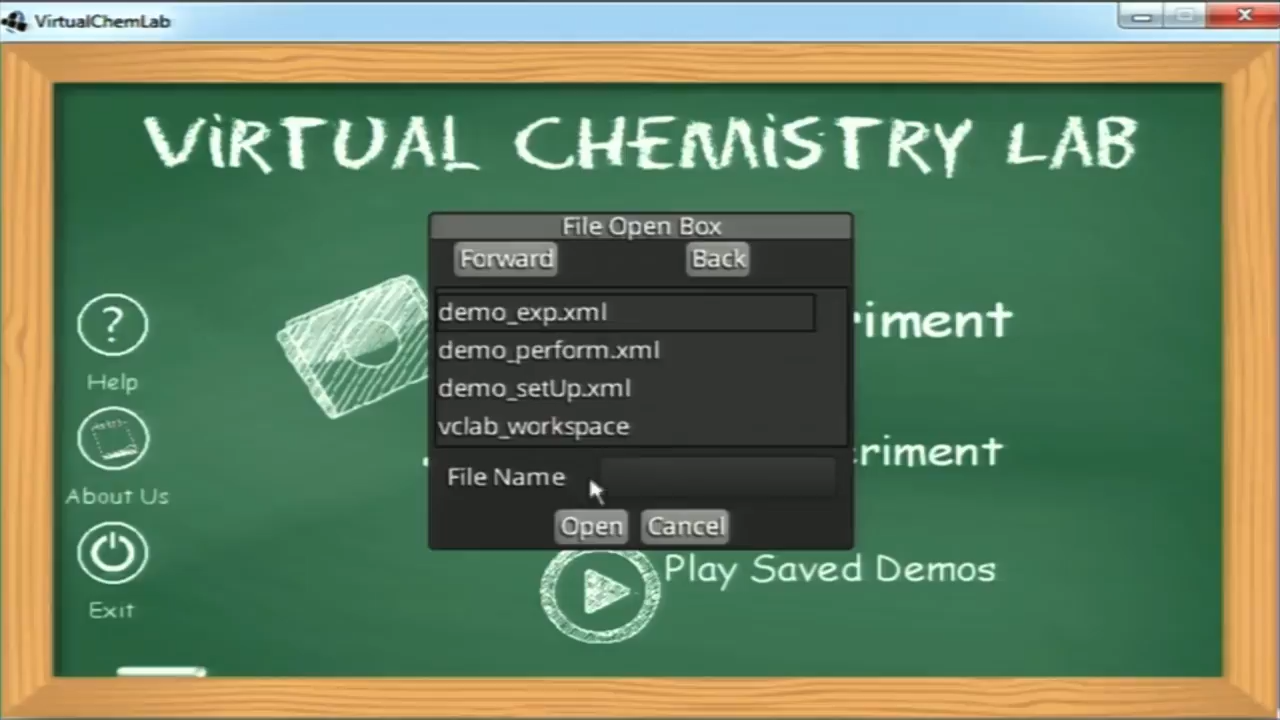 VirtualChemLab
VIRTUAL CHEMISTRY LAB
File Open Box
Forward
Back
demo_exp.xml
demo_perform.xml
demo_setUp.xml
vclab_workspace
File Name
Open
Cancel
riment
riment
Play Saved Demos
?
Help
About Us
Exit